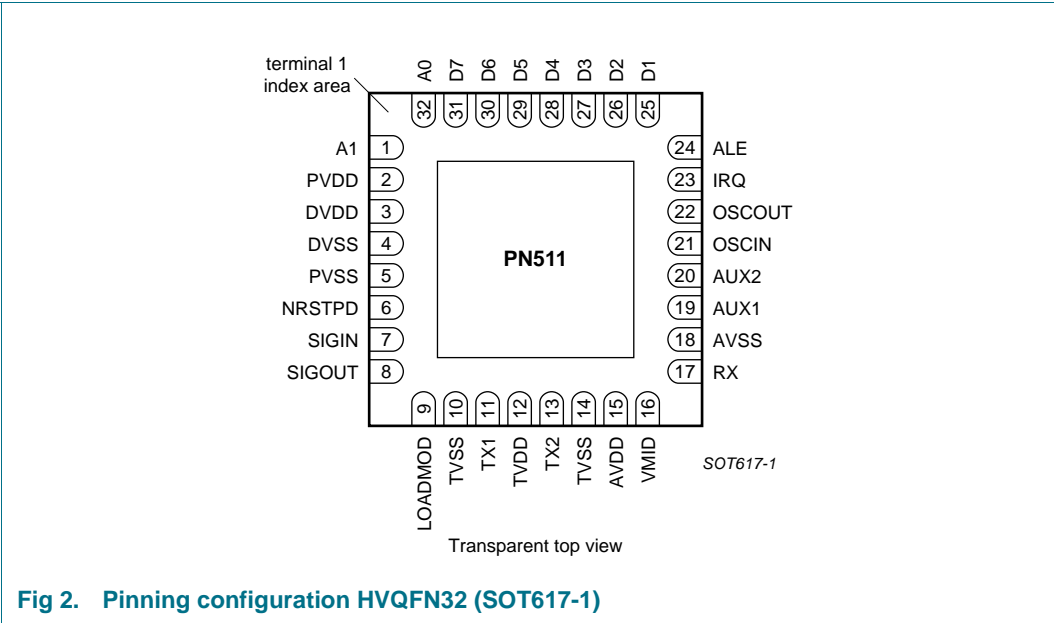 terminal 1
index area
A0 D7 D6 D5 D4 D3 D2 D1
32 31 30 29 28 27 26 25
A1 1
PVDD 2
DVDD 3
DVSS 4
PVSS 5
NRSTPD 6
SIGIN 7
SIGOUT 8
PN511
24 ALE
23 IRQ
22 OSCOUT
21 OSCIN
20 AUX2
19 AUX1
18 AVSS
17 RX
9 10 11 12 13 14 15 16
LOADMOD TVSS TX1 TVDD TX2 TVSS AVDD VMID
SOT617-1
Transparent top view
Fig 2. Pinning configuration HVQFN32 (SOT617-1)